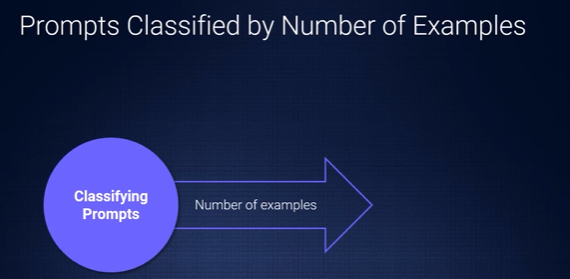 Prompts Classified by Number of Examples
Classifying
Prompts
Number of examples